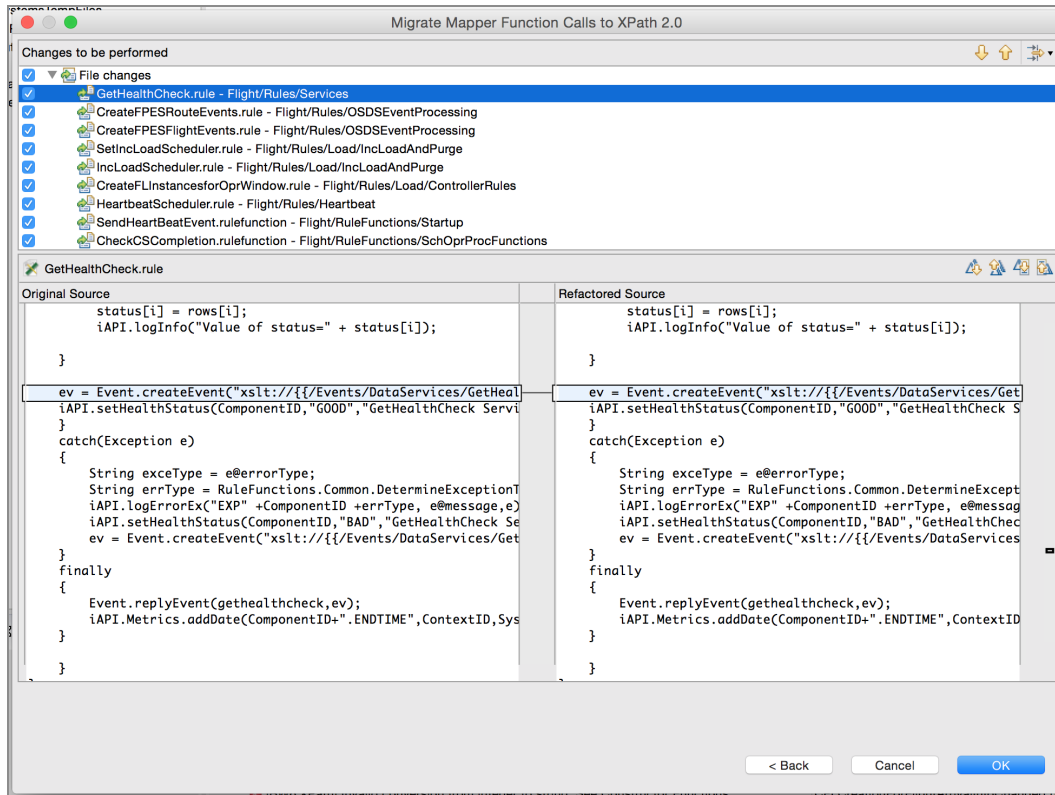 Migrate Mapper Function Calls to XPath 2.0
Changes to be performed
File changes
GetHealthCheck.rule - Flight/Rules/Services
CreateFPESRouteEvents.rule - Flight/Rules/OSDSEventProcessing
CreateFPESFlightEvents.rule - Flight/Rules/OSDSEventProcessing
SetIncLoadScheduler.rule - Flight/Rules/Load/IncLoadAndPurge
IncLoadScheduler.rule - Flight/Rules/Load/IncLoadAndPurge
CreateFLInstancesforOprWindow.rule - Flight/Rules/Load/ControllerRules
HeartbeatScheduler.rule - Flight/Rules/Heartbeat
SendHeartBeatEvent.rulefunction - Flight/RuleFunctions/Startup
CheckCSCompletion.rulefunction - Flight/RuleFunctions/SchOprProcFunctions
GetHealthCheck.rule
Original Source
status[i] = rows[i];
iAPI.logInfo("Value of status=" + status[i]);
}
ev = Event.createEvent("xslt://{{/Events/DataServices/GetHeal
iAPI.setHealthStatus(ComponentID,"GOOD","GetHealthCheck Servi
}
catch(Exception e)
{
String exceType = e@errorType;
String errType = RuleFunctions.Common.DetermineExceptionT
iAPI.logErrorEx("EXP" +ComponentID +errType, e@message,e)
iAPI.setHealthStatus(ComponentID,"BAD","GetHealthCheck Se
ev = Event.createEvent("xslt://{{/Events/DataServices/Get
}
finally
{
Event.replyEvent(gethealthcheck,ev);
iAPI.Metrics.addDate(ComponentID+".ENDTIME",ContextID,Sys
}
}
Refactored Source
status[i] = rows[i];
iAPI.logInfo("Value of status=" + status[i]);
}
ev = Event.createEvent("xslt://{{/Events/DataServices/Get
iAPI.setHealthStatus(ComponentID,"GOOD","GetHealthCheck S
}
catch(Exception e)
{
String exceType = e@errorType;
String errType = RuleFunctions.Common.DetermineExcept
iAPI.logErrorEx("EXP" +ComponentID +errType, e@messag
iAPI.setHealthStatus(ComponentID,"BAD","GetHealthChec
ev = Event.createEvent("xslt://{{/Events/DataServices
}
finally
{
Event.replyEvent(gethealthcheck,ev);
iAPI.Metrics.addDate(ComponentID+".ENDTIME",ContextID
}
}
< Back
Cancel
OK